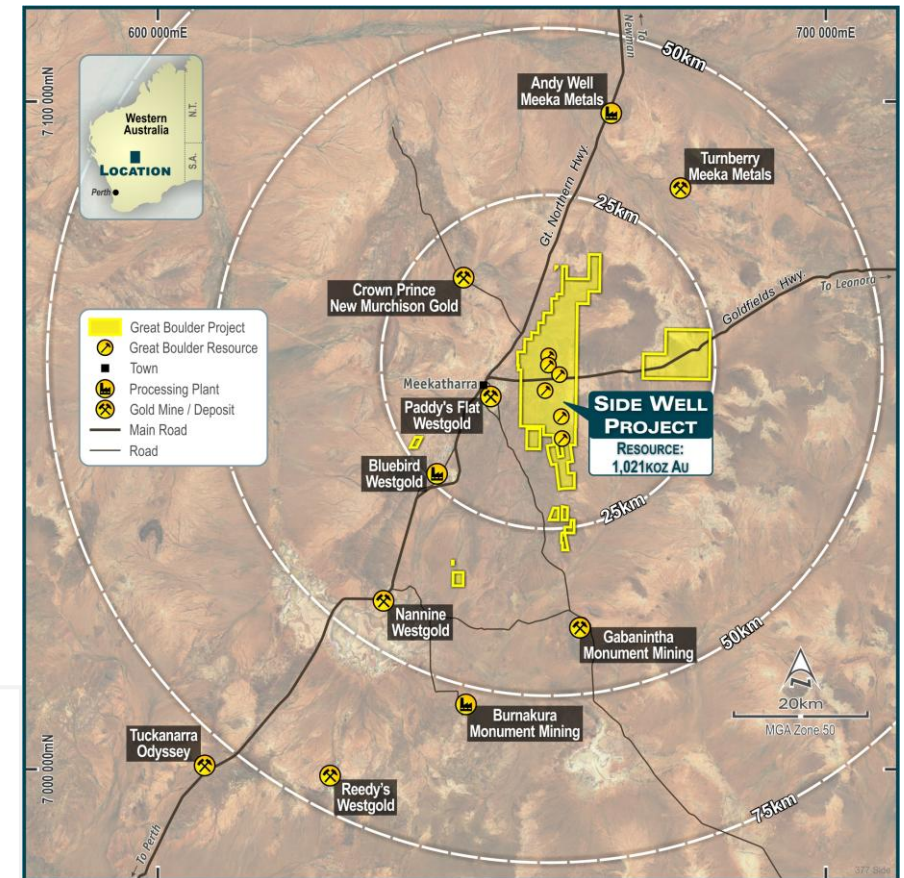 600 000mE
700 000mE
7 100 000mN
7 000 000mN
Western
Australia
N.T.
S.A.
LOCATION
Perth
To
Newman
50km
Andy Well
Meeka Metals
Turnberry
Meeka Metals
Gt. Northern Hwy.
25km
Crown Prince
New Murchison Gold
Goldfields Hwy.
To Leonora
Great Boulder Project
Great Boulder Resource
Town
Processing Plant
Gold Mine / Deposit
Main Road
Road
Meekatharra
Paddy's Flat
Westgold
SIDE WELL
PROJECT
RESOURCE:
1,021KOZ AU
Bluebird
Westgold
25km
Nannine
Westgold
Gabanintha
Monument Mining
50km
N
20km
MGA Zone 50
Burnakura
Monument Mining
Tuckanarra
Odyssey
Reedy's
Westgold
75km
To Perth